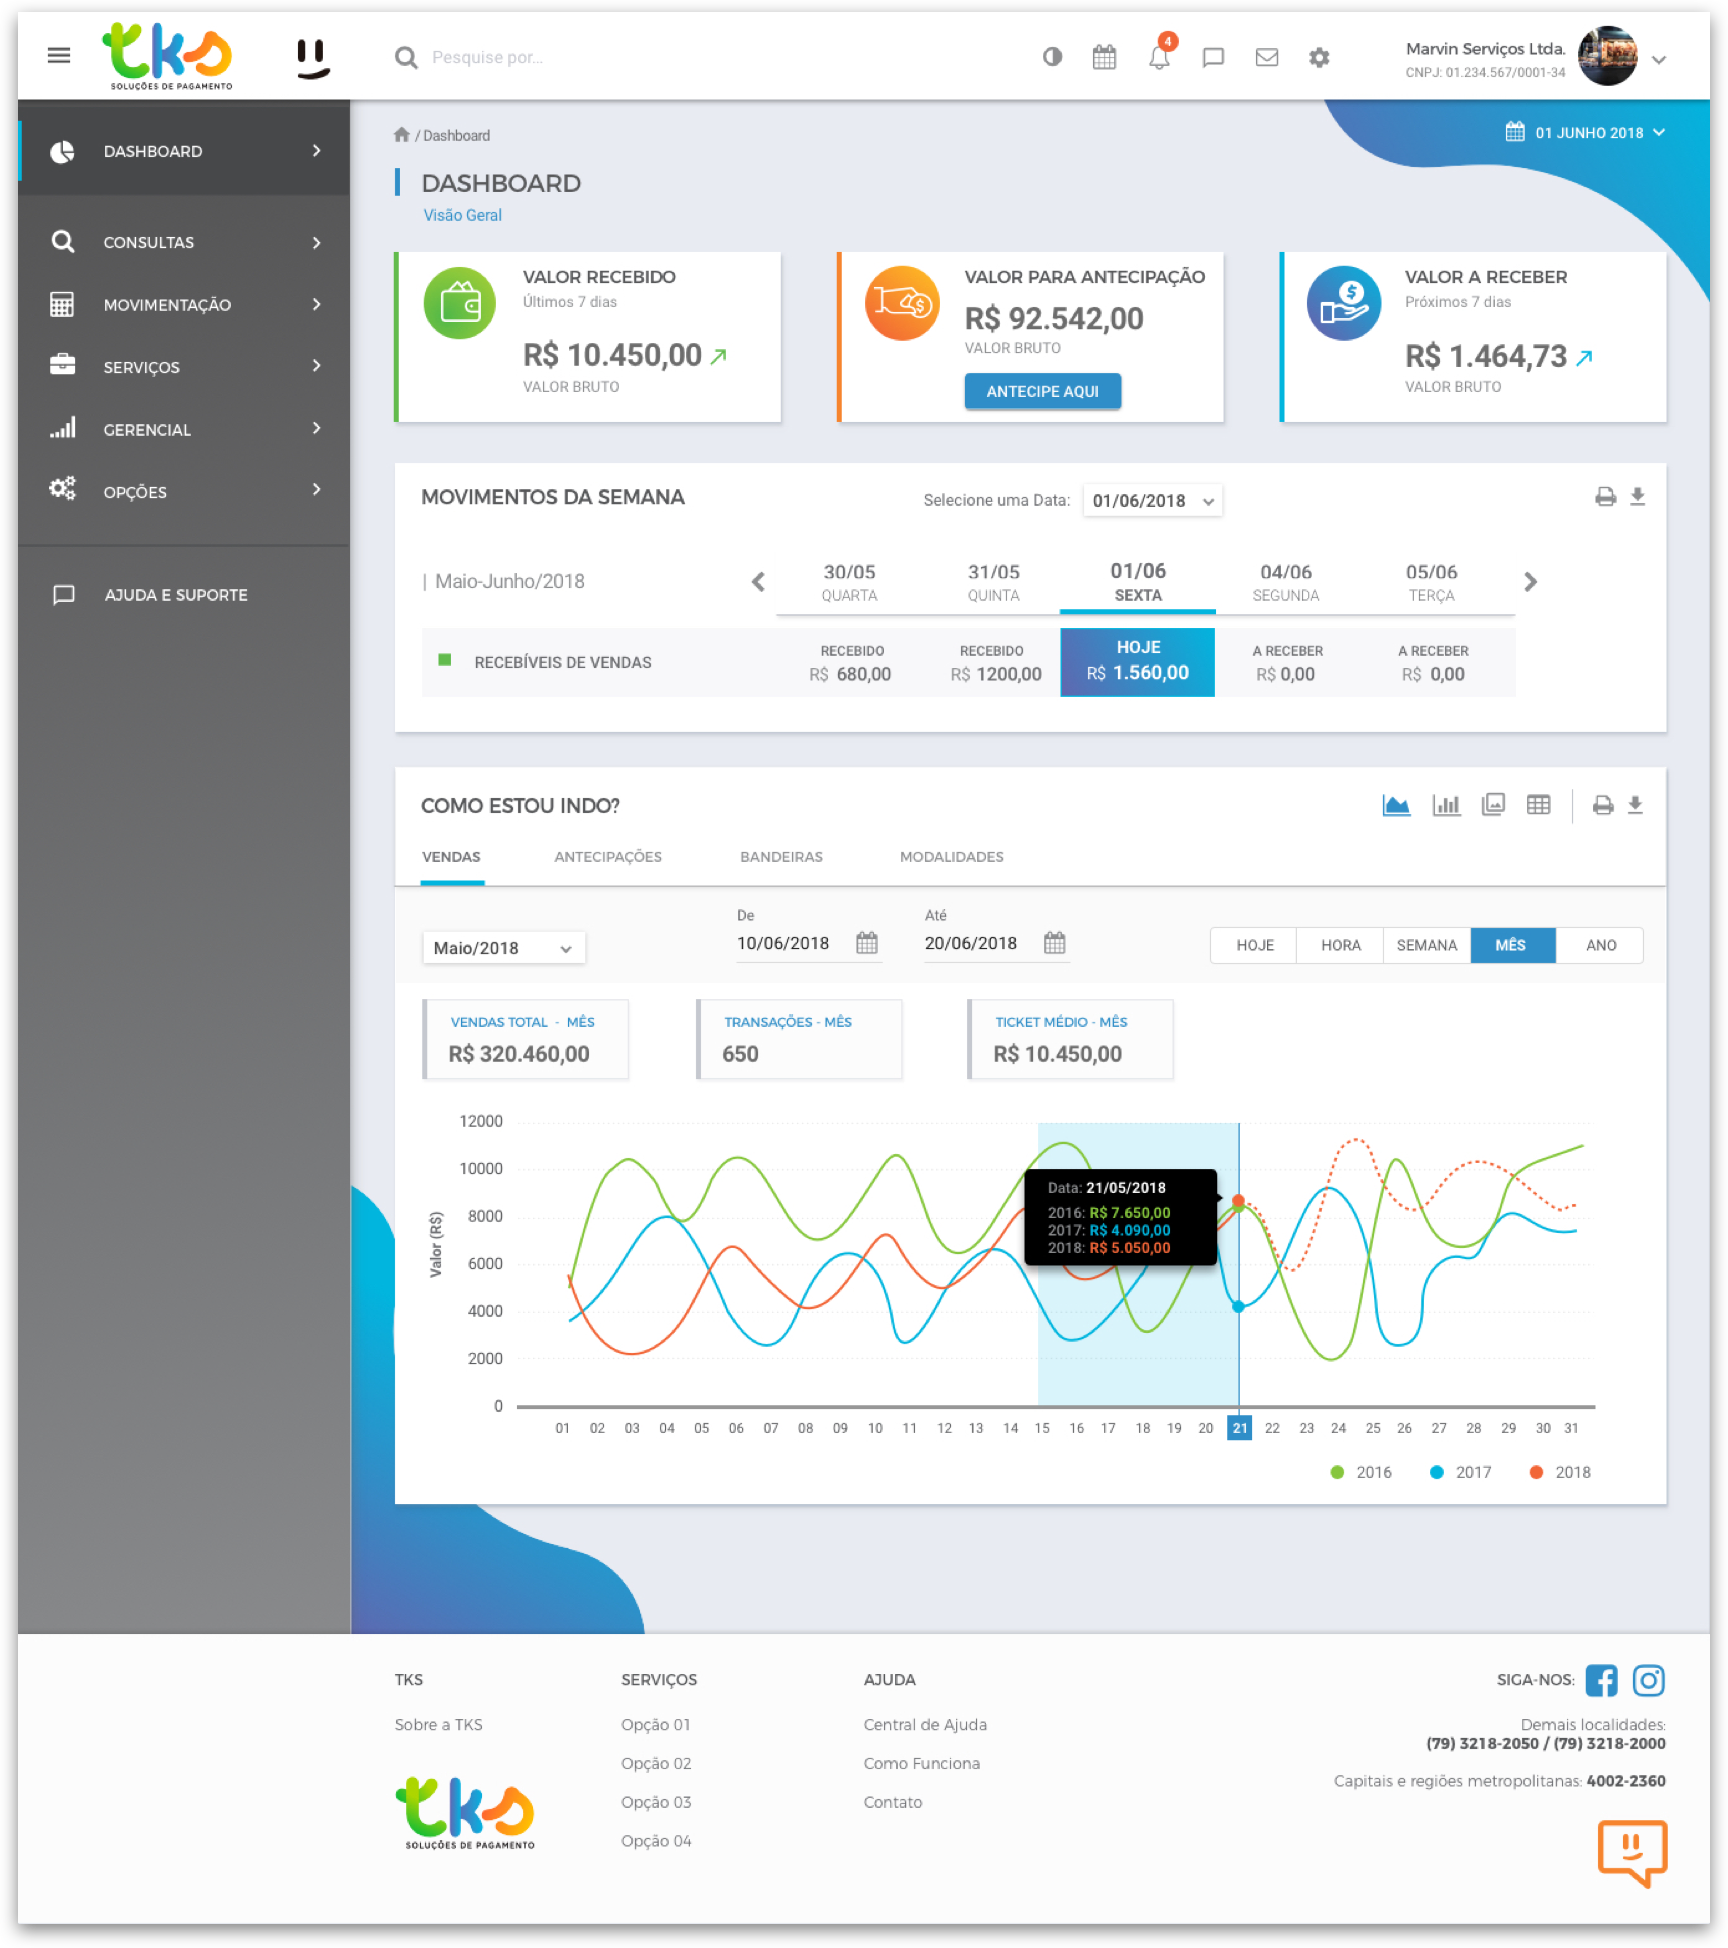 tks
SOLUÇÕES DE PAGAMENTO
Pesquise por...
4
Marvin Serviços Ltda.
CNPJ: 01.234.567/0001-34
DASHBOARD
CONSULTAS
MOVIMENTAÇÃO
SERVIÇOS
GERENCIAL
OPÇÕES
AJUDA E SUPORTE
/ Dashboard
01 JUNHO 2018
DASHBOARD
Visão Geral
VALOR RECEBIDO
Últimos 7 dias
R$ 10.450,00
VALOR BRUTO
VALOR PARA ANTECIPAÇÃO
R$ 92.542,00
VALOR BRUTO
ANTECIPE AQUI
VALOR A RECEBER
Próximos 7 dias
R$ 1.464,73
VALOR BRUTO
MOVIMENTOS DA SEMANA
Selecione uma Data: 01/06/2018
| Maio-Junho/2018
30/05 31/05 01/06 04/06 05/06
QUARTA QUINTA SEXTA SEGUNDA TERÇA
RECEBÍVEIS DE VENDAS
RECEBIDO RECEBIDO HOJE A RECEBER A RECEBER
R$ 680,00 R$ 1200,00 R$ 1.560,00 R$ 0,00 R$ 0,00
COMO ESTOU INDO?
VENDAS ANTECIPAÇÕES BANDEIRAS MODALIDADES
Maio/2018
De
10/06/2018
Até
20/06/2018
HOJE HORA SEMANA MÊS ANO
VENDAS TOTAL - MÊS
R$ 320.460,00
TRANSAÇÕES - MÊS
650
TICKET MÉDIO - MÊS
R$ 10.450,00
Valor (R$)
12000
10000
8000
6000
4000
2000
0
Data: 21/05/2018
2016: R$ 7.650,00
2017: R$ 4.090,00
2018: R$ 5.050,00
01 02 03 04 05 06 07 08 09 10 11 12 13 14 15 16 17 18 19 20 21 22 23 24 25 26 27 28 29 30 31
2016 2017 2018
TKS
Sobre a TKS
tks
SOLUÇÕES DE PAGAMENTO
SERVIÇOS
Opção 01
Opção 02
Opção 03
Opção 04
AJUDA
Central de Ajuda
Como Funciona
Contato
SIGA-NOS:
Demais localidades:
(79) 3218-2050 / (79) 3218-2000
Capitais e regiões metropolitanas: 4002-2360